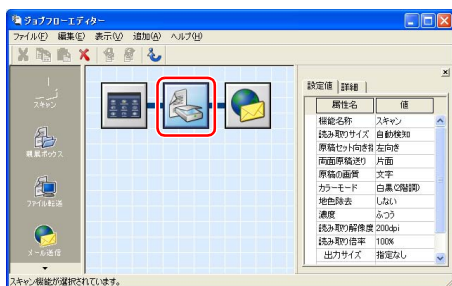 ジョブフローエディター
ファイル(F) 編集(E) 表示(V) 追加(A) ヘルプ(H)
スキャン
親展ボックス
ファイル転送
メール送信
設定値 詳細
属性名 値
機能名称 スキャン
読み取りサイズ 自動検知
原稿セット向き指 左向き
両面原稿送り 片面
原稿の画質 文字
カラーモード 白黒(2階調)
地色除去 しない
濃度 ふつう
読み取り解像度 200dpi
読み取り倍率 100%
出力サイズ 指定なし
スキャン機能が選択されています。